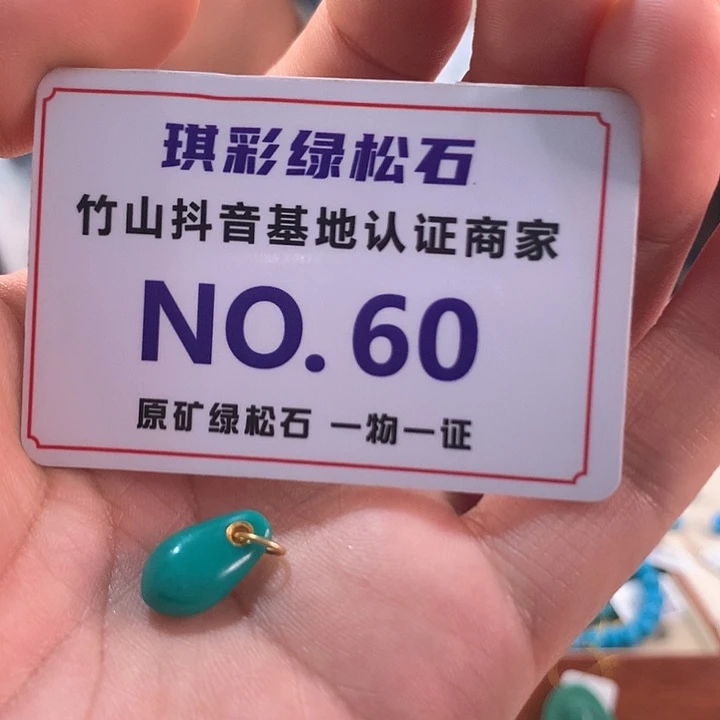 琪彩绿松石
竹山抖音基地认证商家
NO. 60
原矿绿松石 一物一证